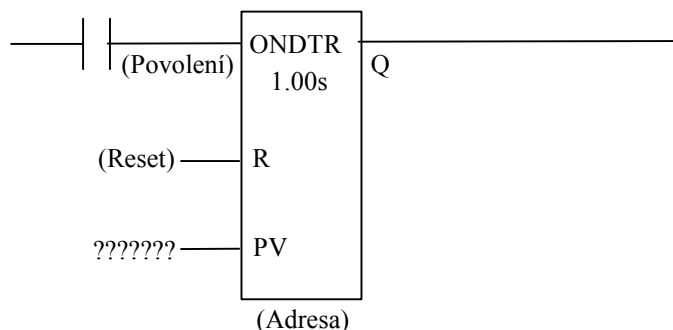 ONDTR
(Povolení)
Q
1.00s
(Reset)
R
???????
PV
(Adresa)